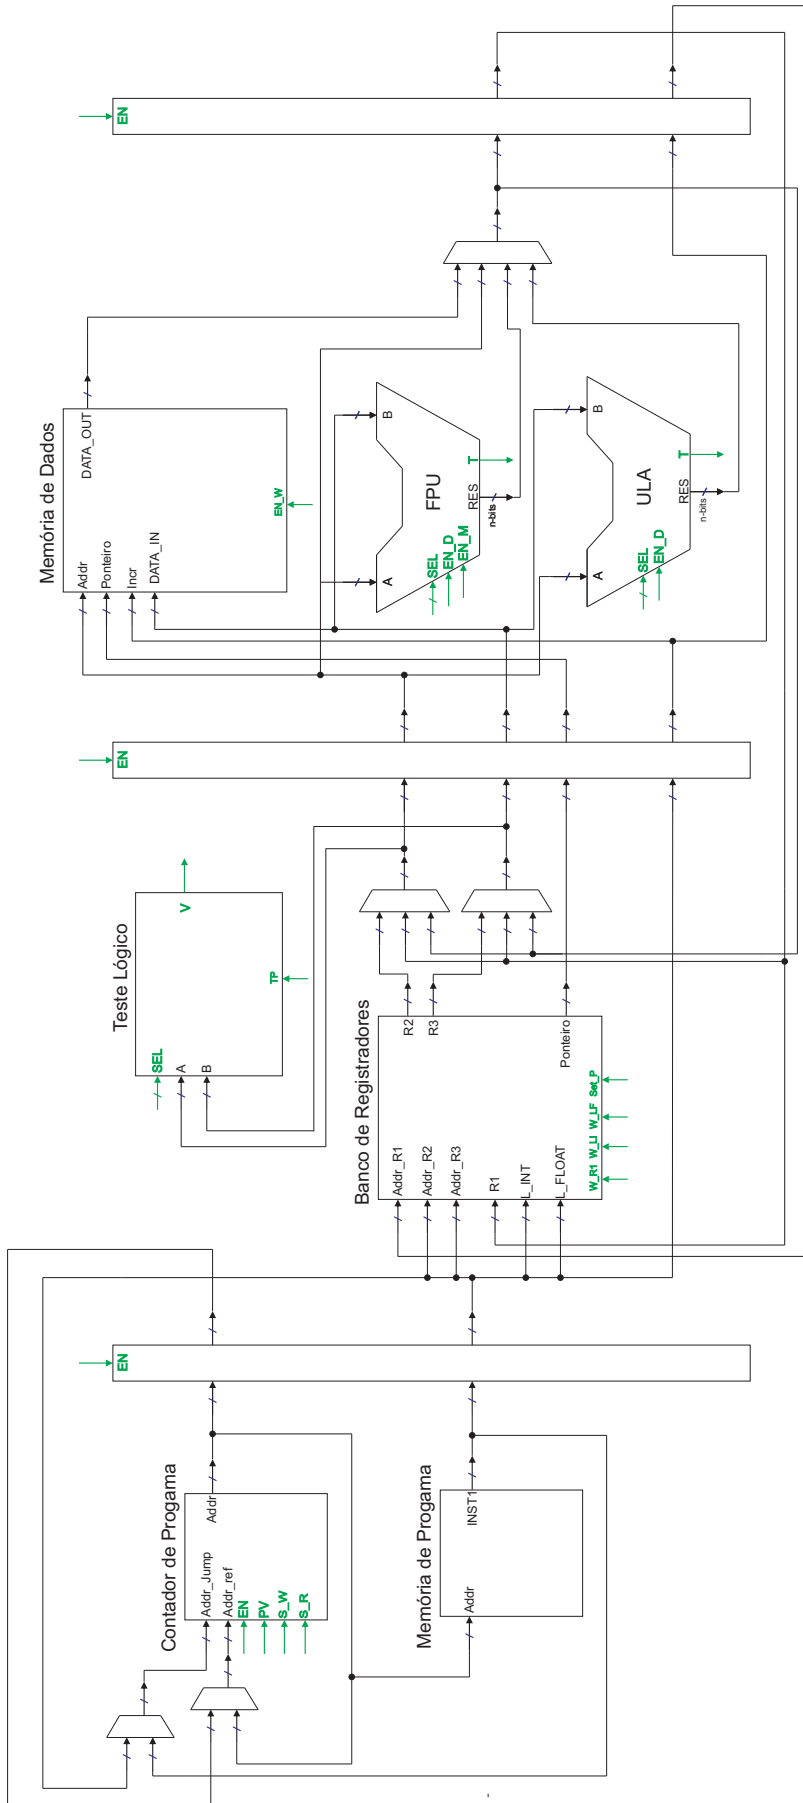 Contador de Progama
Addr_Jump
Addr_ref
EN
PV
S_W
S_R
Addr
Memória de Progama
Addr
INST1
EN
Banco de Registradores
Addr_R1
Addr_R2
Addr_R3
R1
L_INT
L_FLOAT
W_R1
W_LI
W_LF
Set_P
R2
R3
Ponteiro
Teste Lógico
SEL
A
B
TP
V
EN
Memória de Dados
Addr
Ponteiro
Incr
DATA_IN
EN_W
DATA_OUT
FPU
A
B
SEL
EN_D
EN_M
RES
T
n-bits
ULA
A
B
SEL
EN_D
RES
T
n-bits
EN